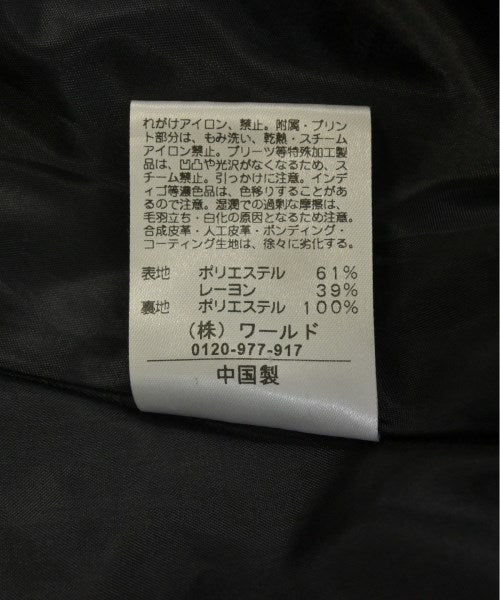 れがけアイロン、禁止。附属・プリン
ト部分は、もみ洗い、乾熱・スチーム
アイロン禁止。プリーツ等特殊加工製
品は、凹凸や光沢がなくなるため、ス
チーム禁止。引っかけに注意。インデ
ィゴ等濃色品は、色移りすることがあ
るので注意。湿潤での過剰な摩擦は、
毛羽立ち・白化の原因となるため注意。
合成皮革・人工皮革・ボンディング・
コーティング生地は、徐々に劣化する。
表地 ポリエステル 61%
レーヨン 39%
裏地 ポリエステル 100%
(株) ワールド
0120-977-917
中国製